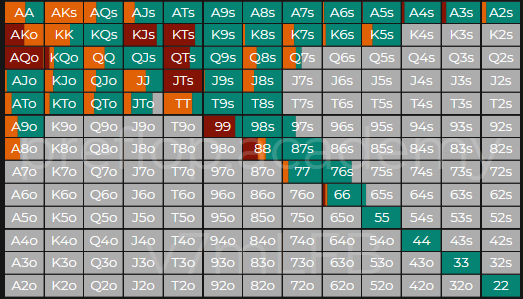 AA AKs AQs AJs ATs A9s A8s A7s A6s A5s A4s A3s A2s
AKo KK KQs KJs KTs K9s K8s K7s K6s K5s K4s K3s K2s
AQo KQo QQ QJs QTs Q9s Q8s Q7s Q6s Q5s Q4s Q3s Q2s
AJo KJo QJo JJ JTs J9s J8s J7s J6s J5s J4s J3s J2s
ATo KTo QTo JTo TT T9s T8s T7s T6s T5s T4s T3s T2s
A9o K9o Q9o J9o T9o 99 98s 97s 96s 95s 94s 93s 92s
A8o K8o Q8o J8o T8o 98o 88 87s 86s 85s 84s 83s 82s
A7o K7o Q7o J7o T7o 97o 87o 77 76s 75s 74s 73s 72s
A6o K6o Q6o J6o T6o 96o 86o 76o 66 65s 64s 63s 62s
A5o K5o Q5o J5o T5o 95o 85o 75o 65o 55 54s 53s 52s
A4o K4o Q4o J4o T4o 94o 84o 74o 64o 54o 44 43s 42s
A3o K3o Q3o J3o T3o 93o 83o 73o 63o 53o 43o 33 32s
A2o K2o Q2o J2o T2o 92o 82o 72o 62o 52o 42o 32o 22
preflop.academy